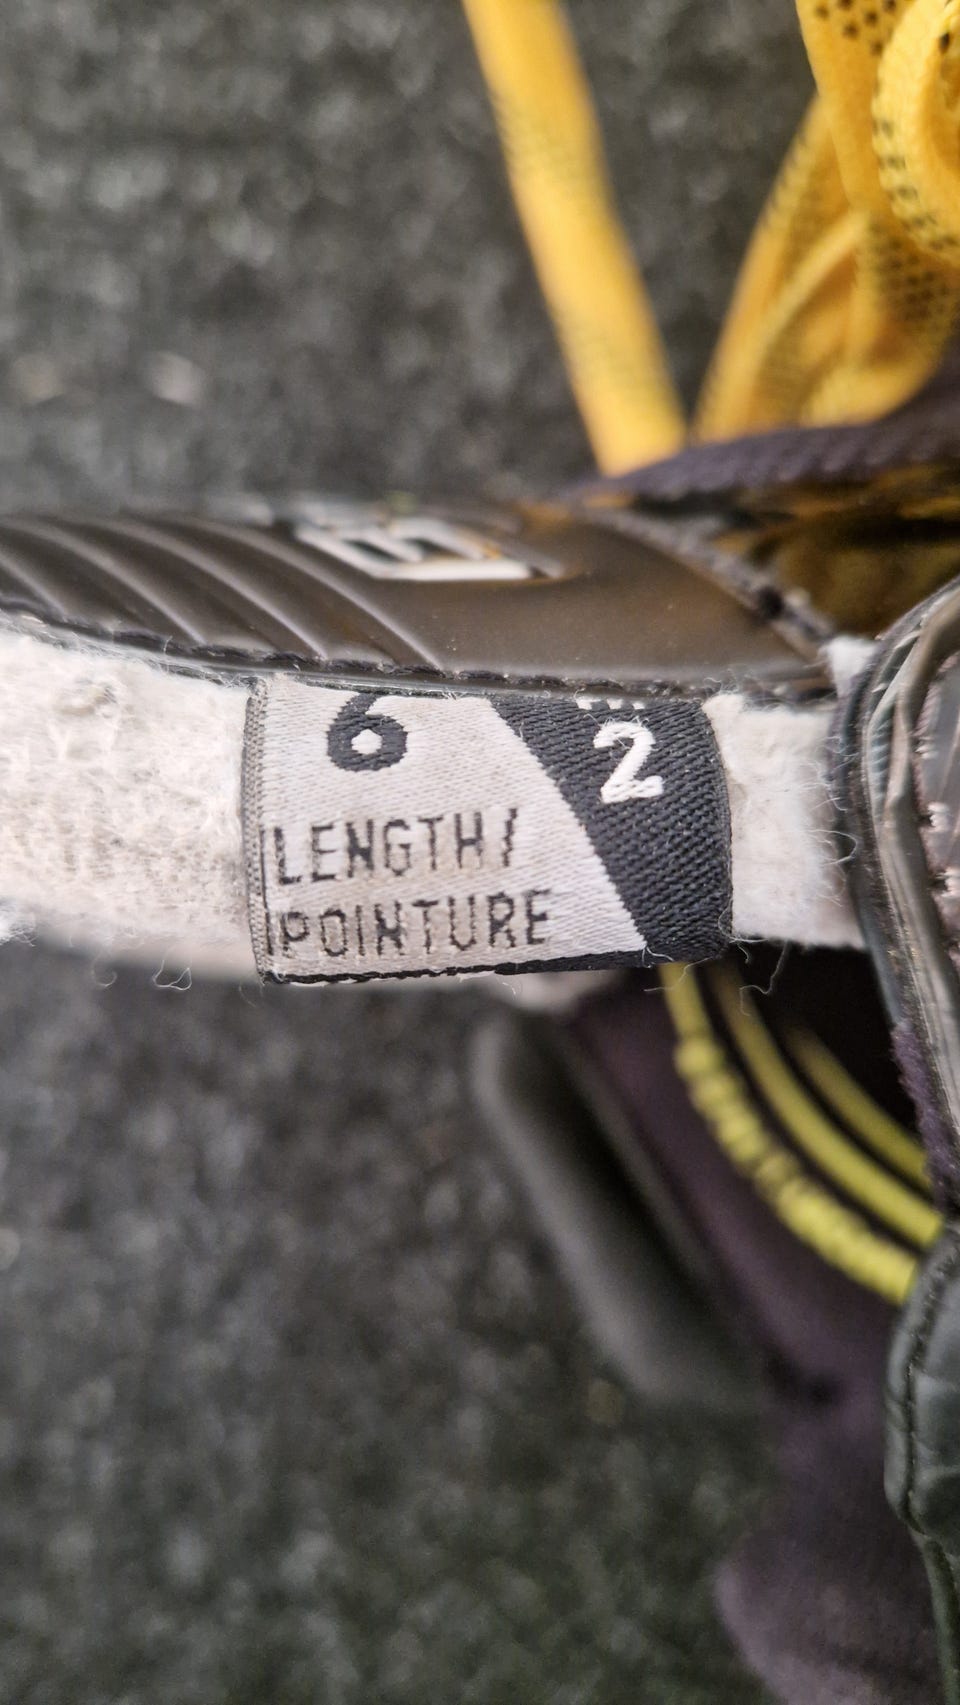 6
2
LENGTH/
POINTURE